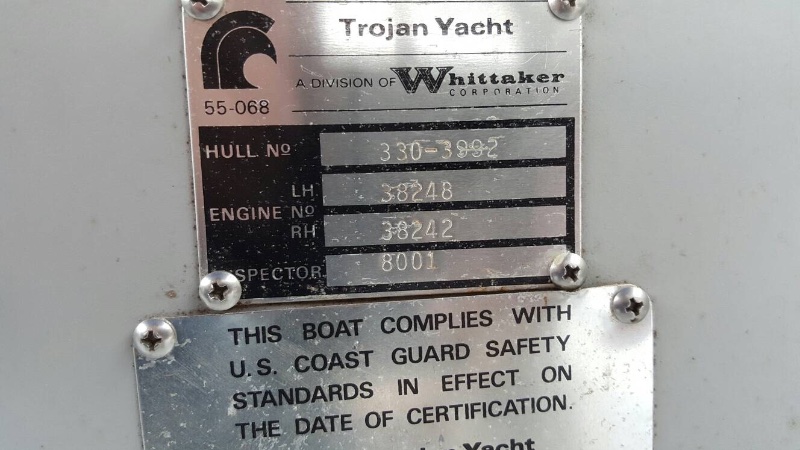 Trojan Yacht
A DIVISION OF Whittaker
CORPORATION
55-068
HULL Nº 330-3992
LH 38248
ENGINE Nº
RH 38242
SPECTOR 8001
THIS BOAT COMPLIES WITH
U.S. COAST GUARD SAFETY
STANDARDS IN EFFECT ON
THE DATE OF CERTIFICATION.
Yacht